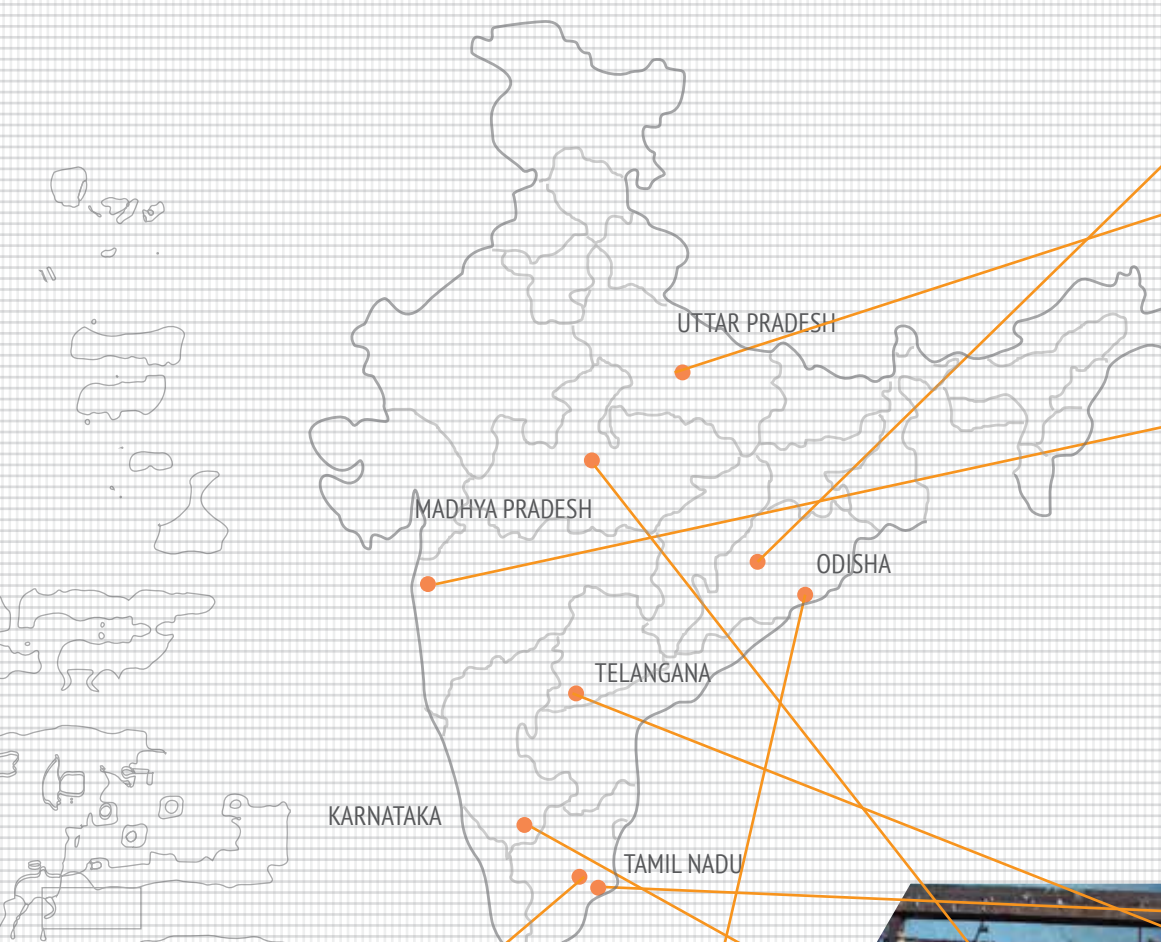 UTTAR PRADESH
MADHYA PRADESH
ODISHA
TELANGANA
KARNATAKA
TAMIL NADU